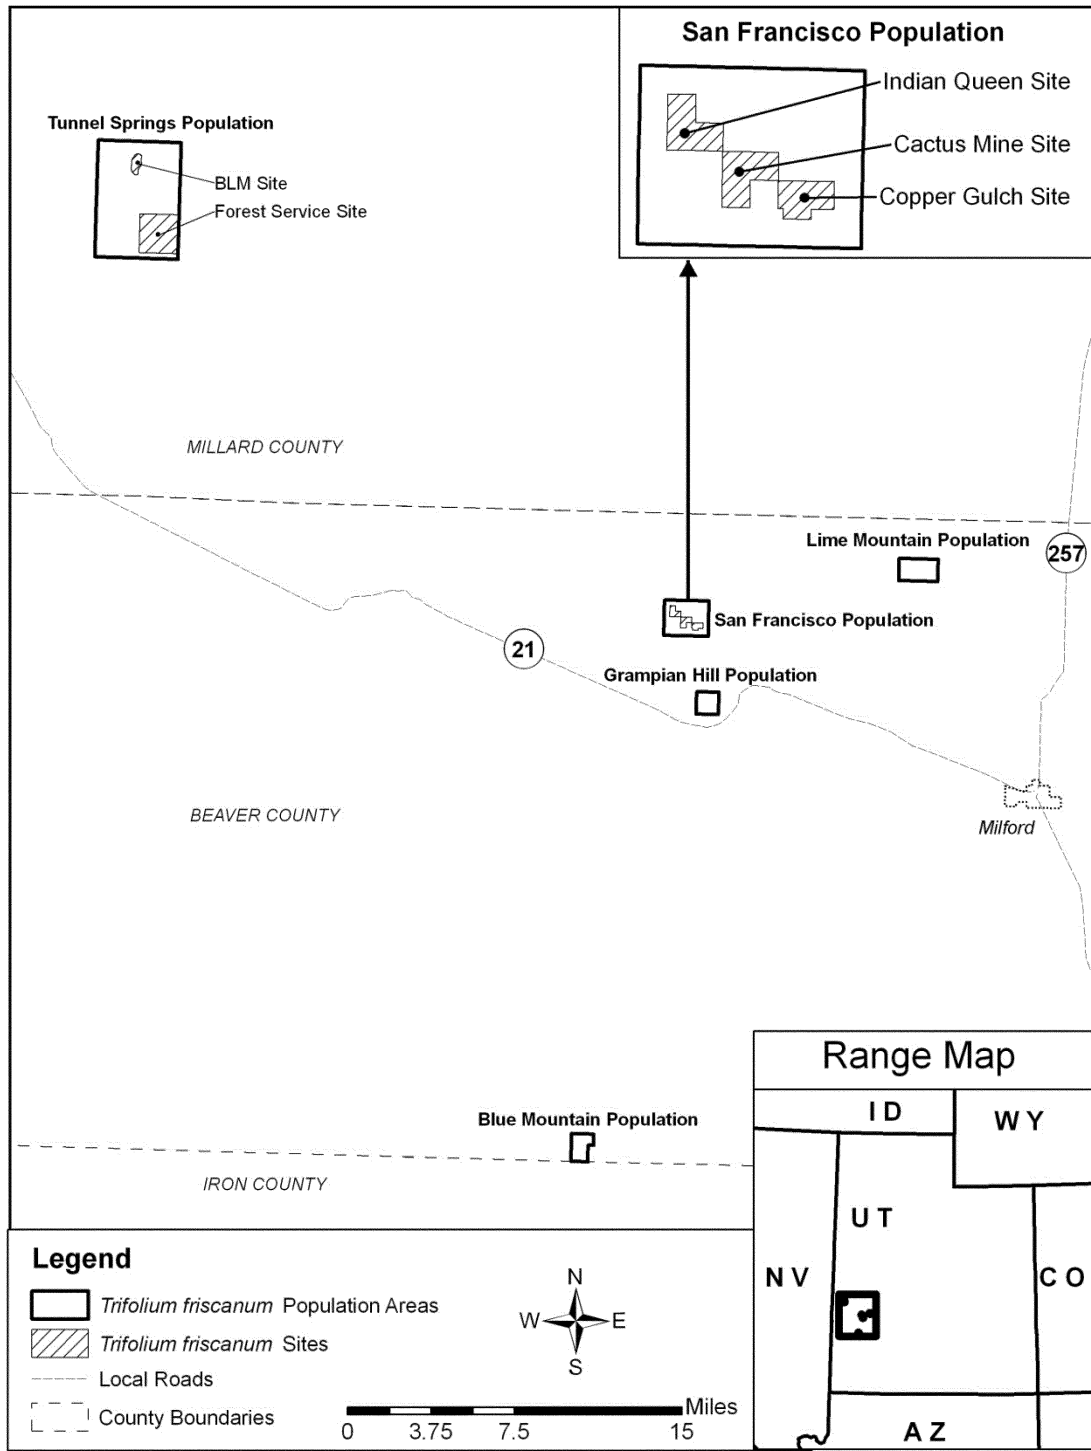 San Francisco Population
Indian Queen Site
Cactus Mine Site
Copper Gulch Site
Tunnel Springs Population
BLM Site
Forest Service Site
MILLARD COUNTY
Lime Mountain Population
257
San Francisco Population
21
Grampian Hill Population
BEAVER COUNTY
Milford
Blue Mountain Population
IRON COUNTY
Range Map
ID
WY
UT
NV
CO
AZ
Legend
Trifolium friscanum Population Areas
Trifolium friscanum Sites
Local Roads
County Boundaries
N
W E
S
Miles
0 3.75 7.5 15